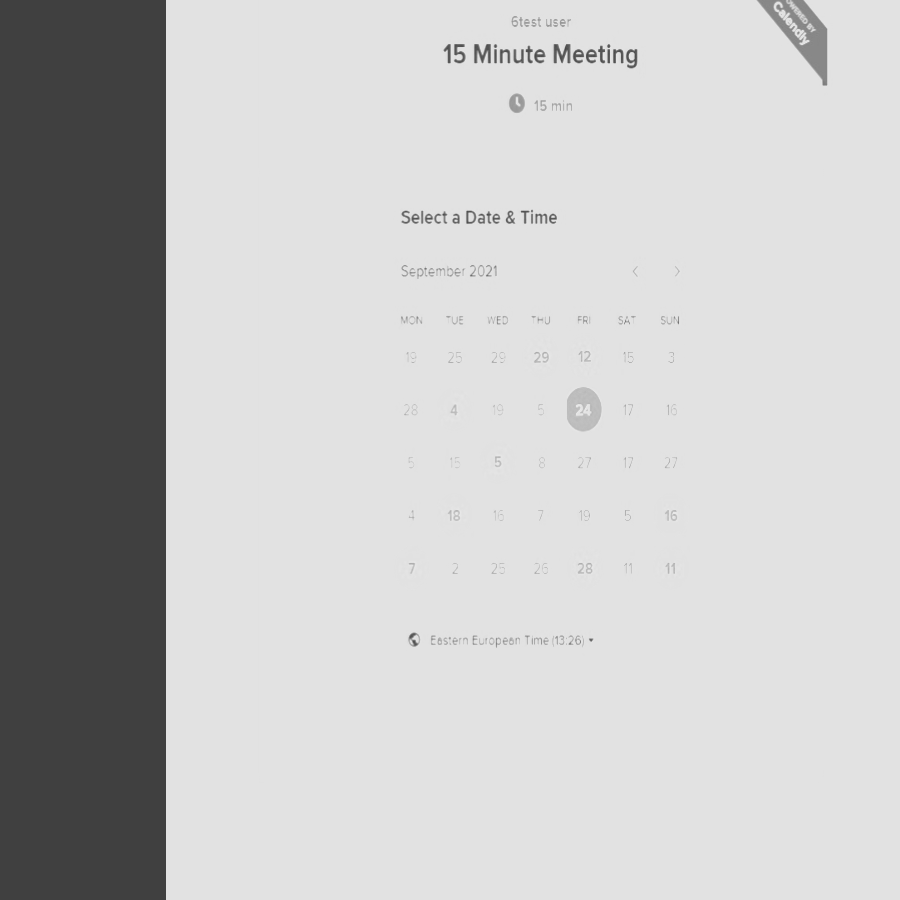 6test user
15 Minute Meeting
15 min
POWERED BY
Calendly
Select a Date & Time
September 2021
MON TUE WED THU FRI SAT SUN
19 25 29 29 12 15 3
28 4 19 5 24 17 16
5 15 5 8 27 17 27
4 18 16 7 19 5 16
7 2 25 26 28 11 11
Eastern European Time (13:26)